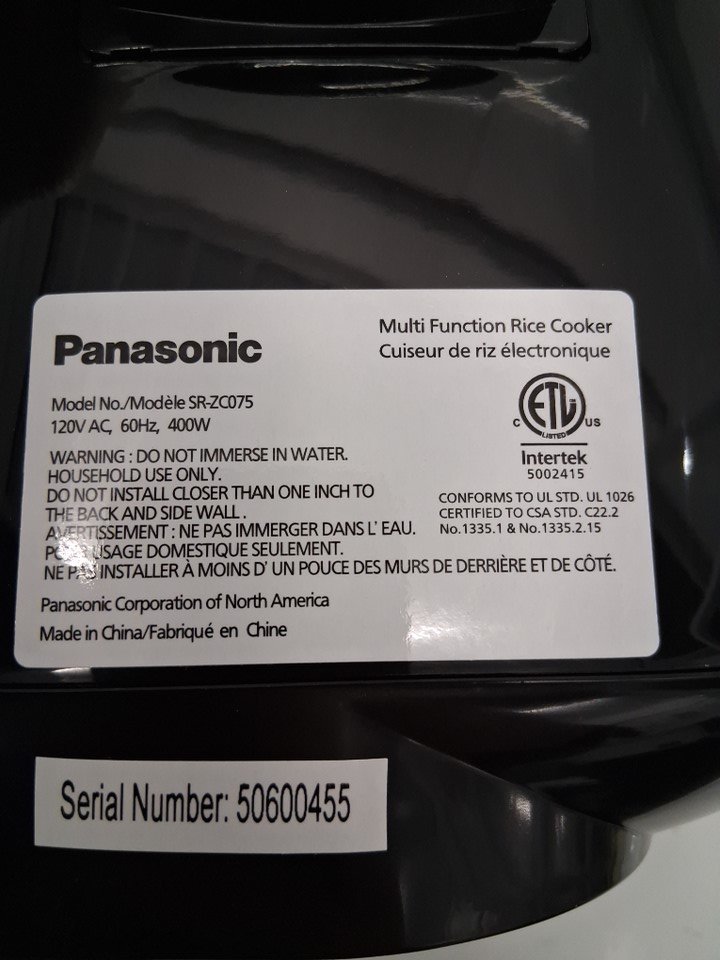 Panasonic
Multi Function Rice Cooker
Cuiseur de riz électronique
Model No./Modèle SR-ZC075
120V AC, 60Hz, 400W
C ETL US
LISTED
Intertek
5002415
WARNING : DO NOT IMMERSE IN WATER.
HOUSEHOLD USE ONLY.
DO NOT INSTALL CLOSER THAN ONE INCH TO
THE BACK AND SIDE WALL .
AVERTISSEMENT : NE PAS IMMERGER DANS L' EAU.
POUR USAGE DOMESTIQUE SEULEMENT.
NE PAS INSTALLER À MOINS D' UN POUCE DES MURS DE DERRIÈRE ET DE CÔTÉ.
CONFORMS TO UL STD. UL 1026
CERTIFIED TO CSA STD. C22.2
No.1335.1 & No.1335.2.15
Panasonic Corporation of North America
Made in China/Fabriqué en Chine
Serial Number: 50600455